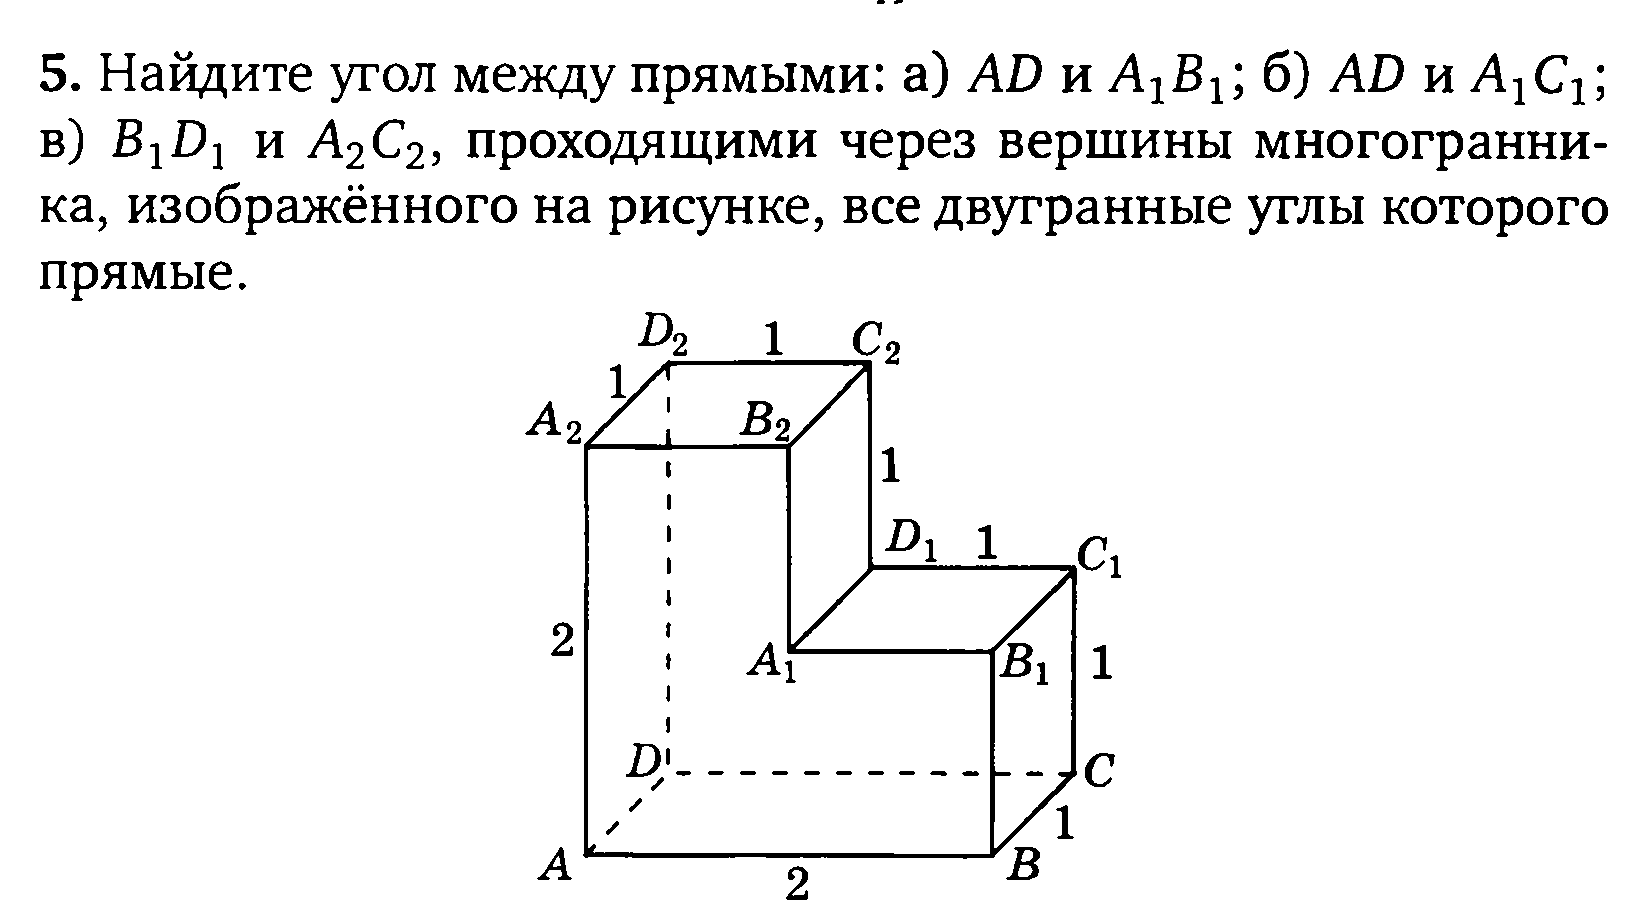 5. Найдите угол между прямыми: а) AD и A₁B₁; б) AD и A₁C₁;
в) B₁D₁ и A₂C₂, проходящими через вершины многогранни-
ка, изображённого на рисунке, все двугранные углы которого
прямые.
D₂ 1 C₂
1
A₂ B₂
1
D₁ 1 C₁
2
A₁ B₁ 1
D C
1
A B
2